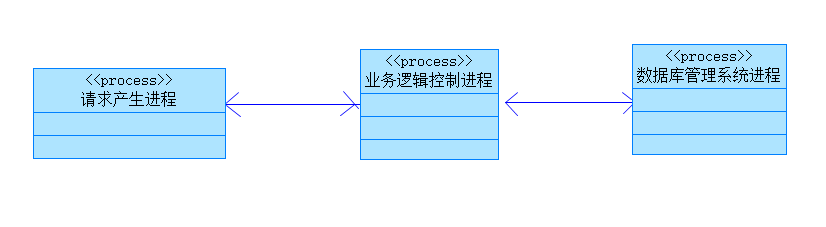 <<process>>
请求产生进程
<<process>>
业务逻辑控制进程
<<process>>
数据库管理系统进程